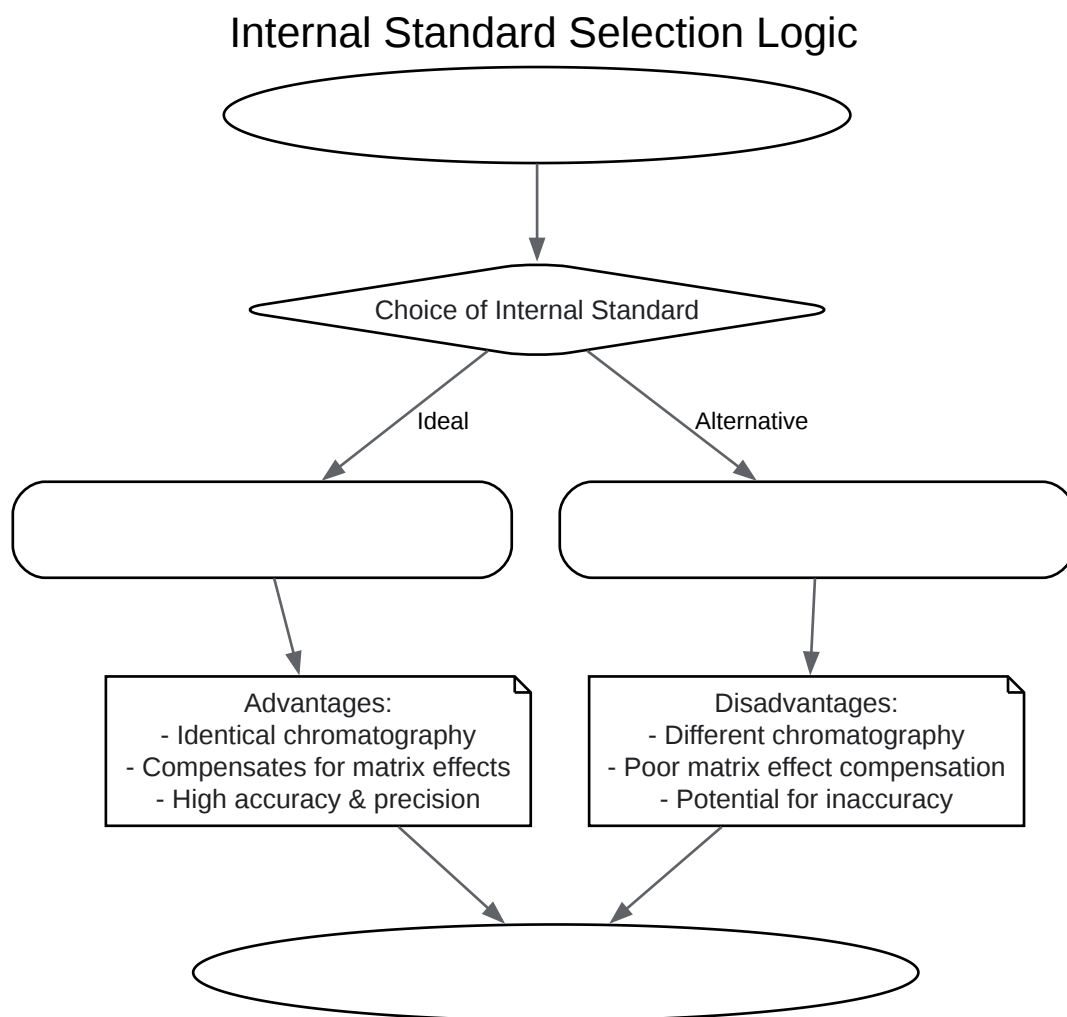 Internal Standard Selection Logic
Choice of Internal Standard
Ideal
Alternative
Advantages:
- Identical chromatography
- Compensates for matrix effects
- High accuracy & precision
Disadvantages:
- Different chromatography
- Poor matrix effect compensation
- Potential for inaccuracy